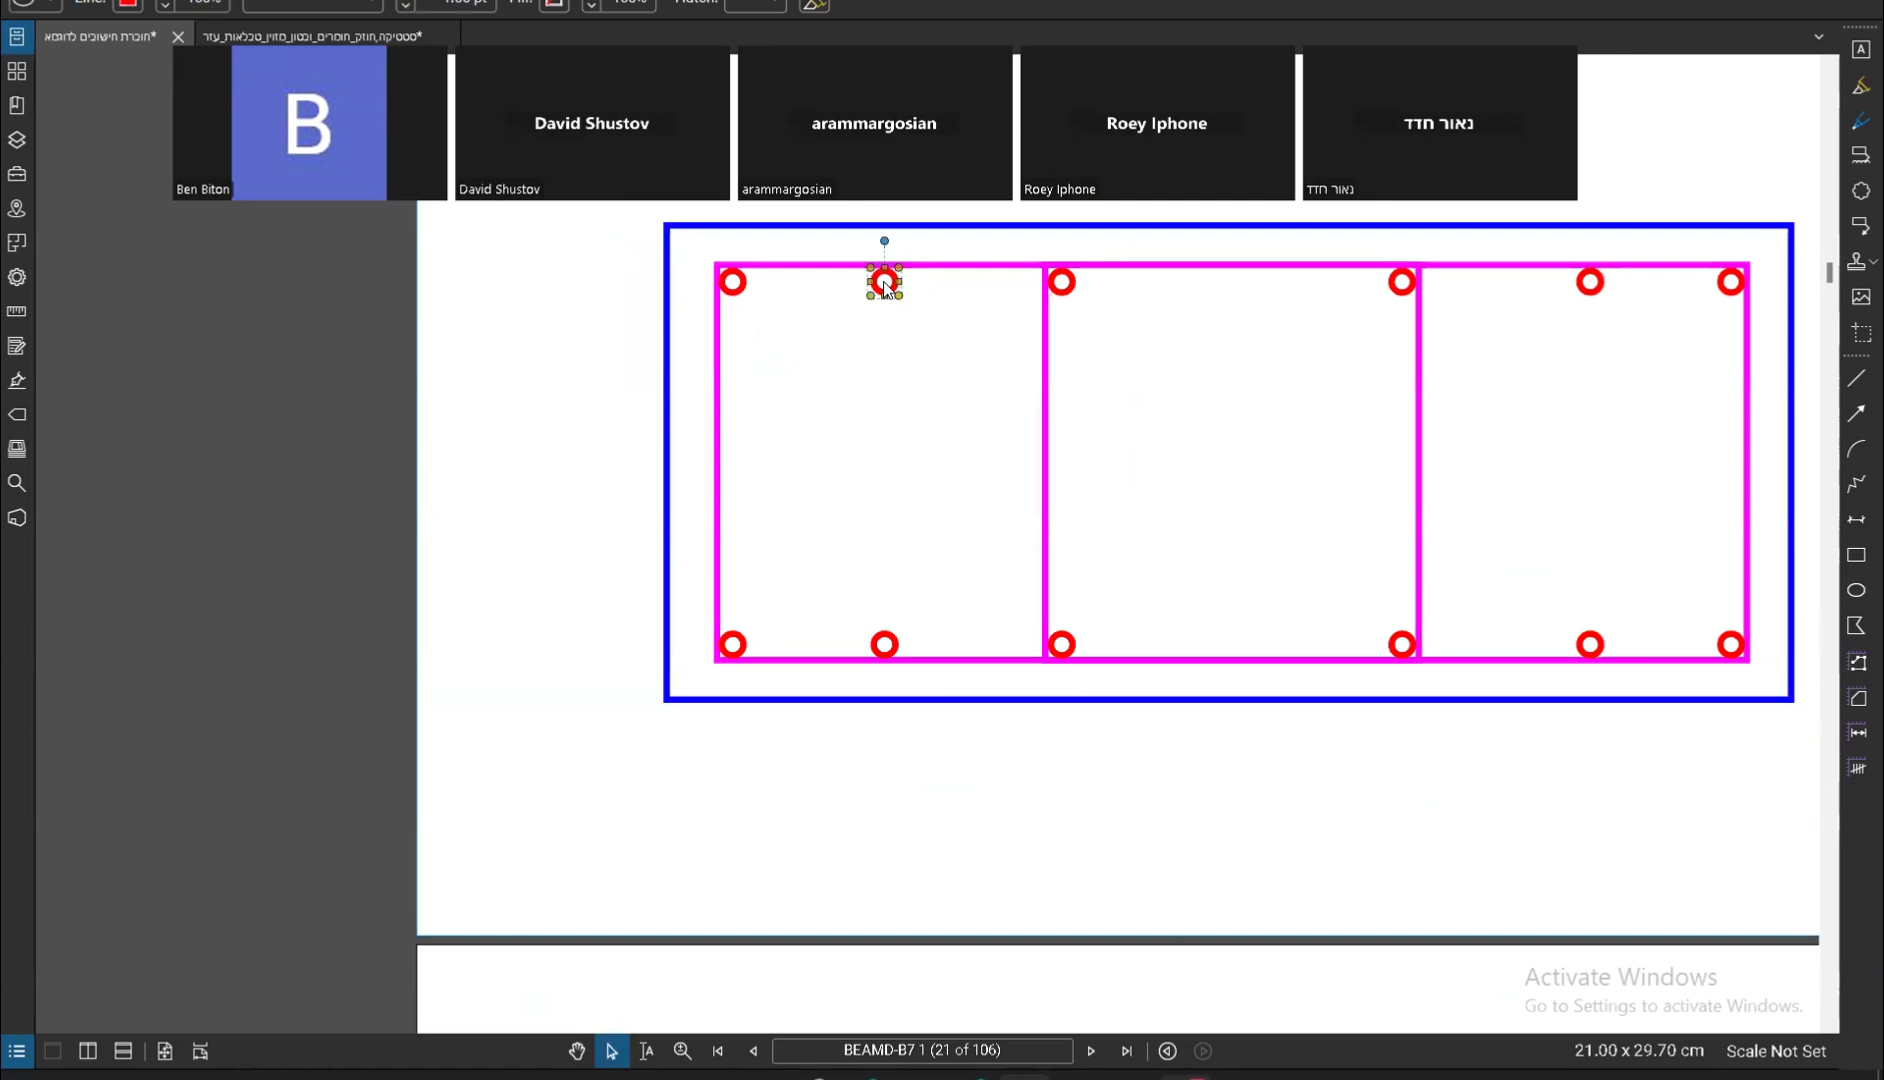 חוברת חישובים לדוגמא*
סטטיקה,חוזק_חומרים_ובטון_מזוין_טבלאות_עזר*
B
David Shustov
arammargosian
Roey Iphone
נאור חדד
Ben Biton
David Shustov
arammargosian
Roey Iphone
נאור חדד
Activate Windows
Go to Settings to activate Windows.
BEAMD-B7 1 (21 of 106)
21.00 x 29.70 cm
Scale Not Set